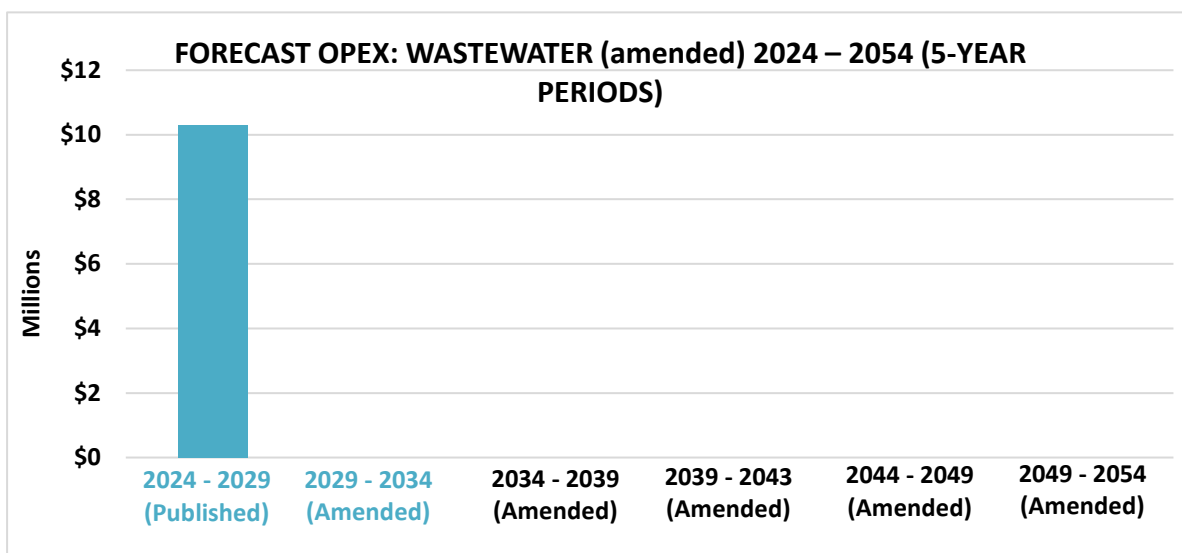 FORECAST OPEX: WASTEWATER (amended) 2024 – 2054 (5-YEAR
PERIODS)
$12
$10
$8
$6
$4
$2
$0
Millions
2024 - 2029
(Published)
2029 - 2034
(Amended)
2034 - 2039
(Amended)
2039 - 2043
(Amended)
2044 - 2049
(Amended)
2049 - 2054
(Amended)